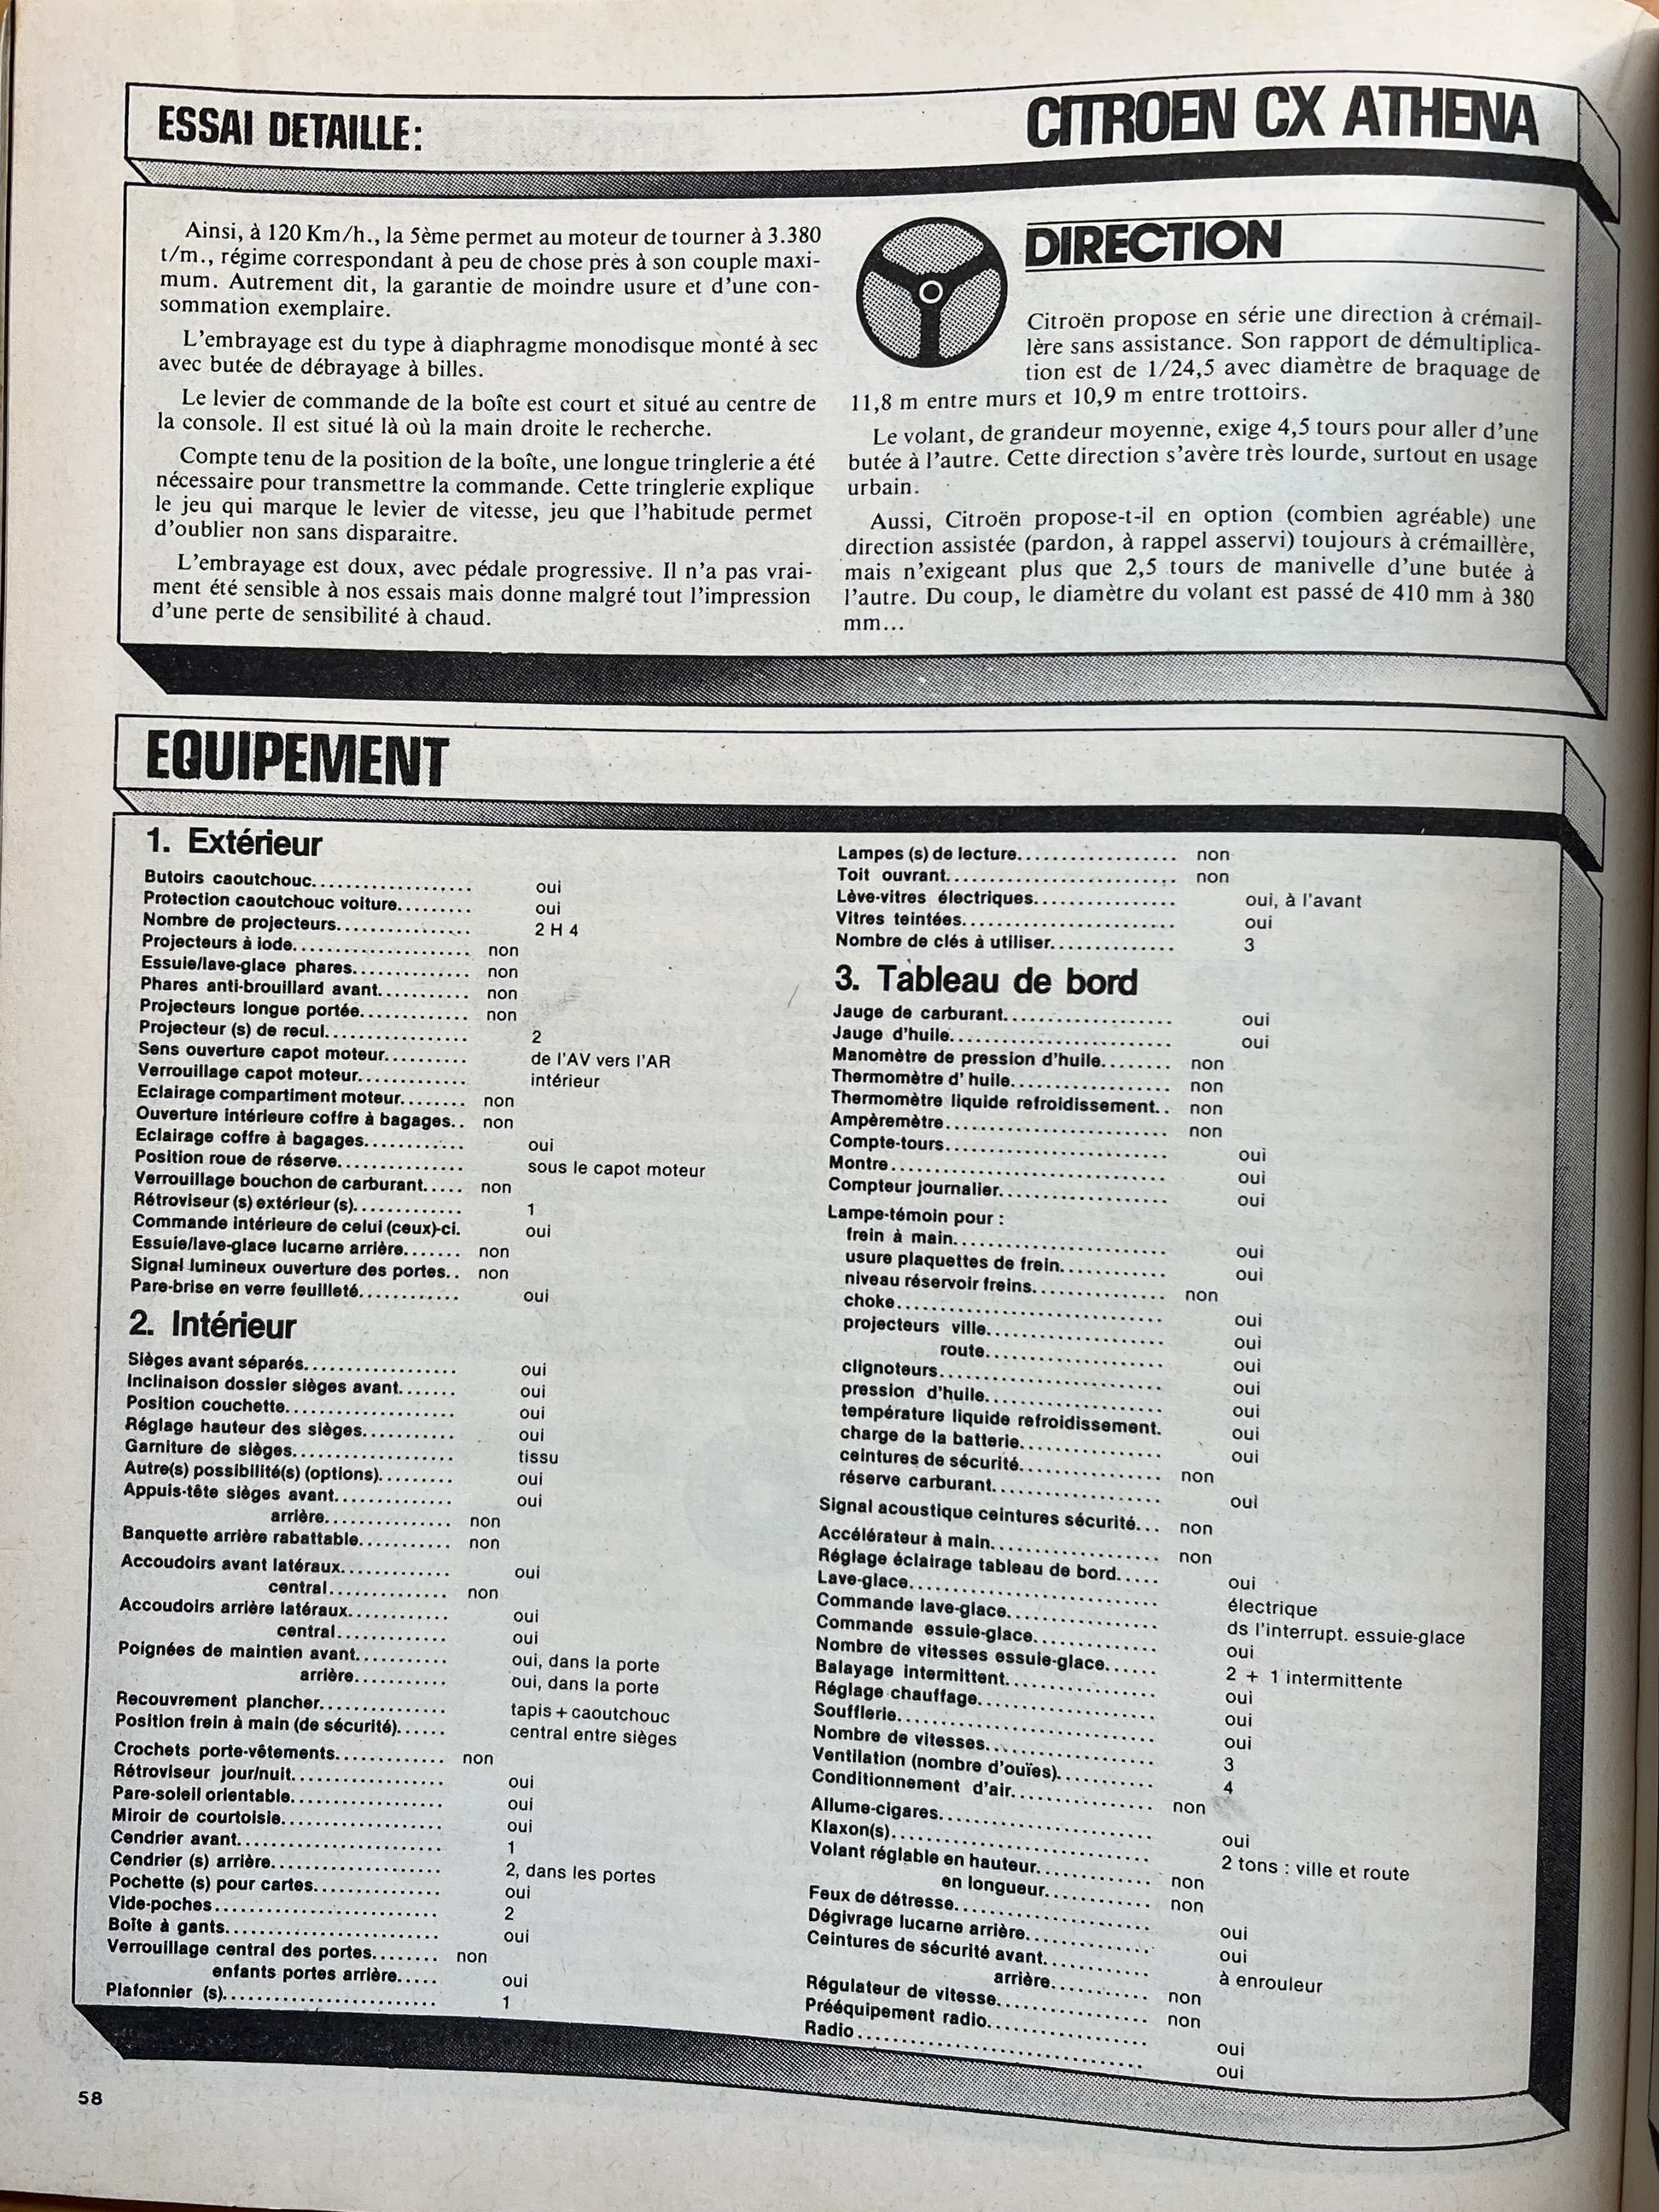 ESSAI DETAILLE:
CITROEN CX ATHENA
Ainsi, à 120 Km/h., la 5ème permet au moteur de tourner à 3.380
t/m., régime correspondant à peu de chose près à son couple maxi-
mum. Autrement dit, la garantie de moindre usure et d'une con-
sommation exemplaire.
L'embrayage est du type à diaphragme monodisque monté à sec
avec butée de débrayage à billes.
Le levier de commande de la boîte est court et situé au centre de
la console. Il est situé là où la main droite le recherche.
Compte tenu de la position de la boîte, une longue tringlerie a été
nécessaire pour transmettre la commande. Cette tringlerie explique
le jeu qui marque le levier de vitesse, jeu que l'habitude permet
d'oublier non sans disparaitre.
L'embrayage est doux, avec pédale progressive. Il n'a pas vrai-
ment été sensible à nos essais mais donne malgré tout l'impression
d'une perte de sensibilité à chaud.
DIRECTION
Citroën propose en série une direction à crémail-
lère sans assistance. Son rapport de démultiplica-
tion est de 1/24,5 avec diamètre de braquage de
11,8 m entre murs et 10,9 m entre trottoirs.
Le volant, de grandeur moyenne, exige 4,5 tours pour aller d'une
butée à l'autre. Cette direction s'avère très lourde, surtout en usage
urbain.
Aussi, Citroën propose-t-il en option (combien agréable) une
direction assistée (pardon, à rappel asservi) toujours à crémaillère,
mais n'exigeant plus que 2,5 tours de manivelle d'une butée à
l'autre. Du coup, le diamètre du volant est passé de 410 mm à 380
mm...
EQUIPEMENT
1. Extérieur
Butoirs caoutchouc.................... oui
Protection caoutchouc voiture......... oui
Nombre de projecteurs................. 2 H 4
Projecteurs à iode.................... non
Essuie/lave-glace phares.............. non
Phares anti-brouillard avant.......... non
Projecteurs longue portée............. non
Projecteur (s) de recul............... 2
Sens ouverture capot moteur.......... de l'AV vers l'AR
Verrouillage capot moteur............. intérieur
Eclairage compartiment moteur........ non
Ouverture intérieure coffre à bagages.. non
Eclairage coffre à bagages............ oui
Position roue de réserve.............. sous le capot moteur
Verrouillage bouchon de carburant..... non
Rétroviseur (s) extérieur (s)............. 1
Commande intérieure de celui (ceux)-ci. oui
Essuie/lave-glace lucarne arrière....... non
Signal lumineux ouverture des portes.. non
Pare-brise en verre feuilleté............ oui
2. Intérieur
Sièges avant séparés.................. oui
Inclinaison dossier sièges avant....... oui
Position couchette.................... oui
Réglage hauteur des sièges........... oui
Garniture de sièges................... tissu
Autre(s) possibilité(s) (options)......... oui
Appuis-tête sièges avant.............. oui
arrière............... non
Banquette arrière rabattable........... non
Accoudoirs avant latéraux............. oui
central.............. non
Accoudoirs arrière latéraux............ oui
central............. oui
Poignées de maintien avant........... oui, dans la porte
arrière........... oui, dans la porte
Recouvrement plancher............... tapis + caoutchouc
Position frein à main (de sécurité)...... central entre sièges
Crochets porte-vêtements............. non
Rétroviseur jour/nuit.................. oui
Pare-soleil orientable.................. oui
Miroir de courtoisie................... oui
Cendrier avant........................ 1
Cendrier (s) arrière................... 2, dans les portes
Pochette (s) pour cartes............... oui
Vide-poches.......................... 2
Boîte à gants......................... oui
Verrouillage central des portes........ non
enfants portes arrière..... oui
Plafonnier (s)......................... 1
Lampes (s) de lecture................. non
Toit ouvrant.......................... non
Lève-vitres électriques................ oui, à l'avant
Vitres teintées........................ oui
Nombre de clés à utiliser.............. 3
3. Tableau de bord
Jauge de carburant.................... oui
Jauge d'huile......................... oui
Manomètre de pression d'huile........ non
Thermomètre d' huile.................. non
Thermomètre liquide refroidissement.. non
Ampèremètre......................... non
Compte-tours......................... oui
Montre............................... oui
Compteur journalier................... oui
Lampe-témoin pour :
frein à main......................... oui
usure plaquettes de frein............. oui
niveau réservoir freins............... non
choke............................... oui
projecteurs ville..................... oui
route..................... oui
clignoteurs.......................... oui
pression d'huile..................... oui
température liquide refroidissement. oui
charge de la batterie................ oui
ceintures de sécurité................ non
réserve carburant.................... oui
Signal acoustique ceintures sécurité... non
Accélérateur à main................... non
Réglage éclairage tableau de bord..... oui
Lave-glace............................ électrique
Commande lave-glace................. ds l'interrupt. essuie-glace
Commande essuie-glace.............. oui
Nombre de vitesses essuie-glace...... 2 + 1 intermittente
Balayage intermittent................. oui
Réglage chauffage.................... oui
Soufflerie............................. oui
Nombre de vitesses................... 3
Ventilation (nombre d'ouïes).......... 4
Conditionnement d'air................ non
Allume-cigares........................ oui
Klaxon(s)............................. 2 tons : ville et route
Volant réglable en hauteur............ non
en longueur........... non
Feux de détresse...................... oui
Dégivrage lucarne arrière............. oui
Ceintures de sécurité avant........... à enrouleur
arrière.......... non
Régulateur de vitesse................. non
Prééquipement radio.................. oui
Radio................................ oui
58